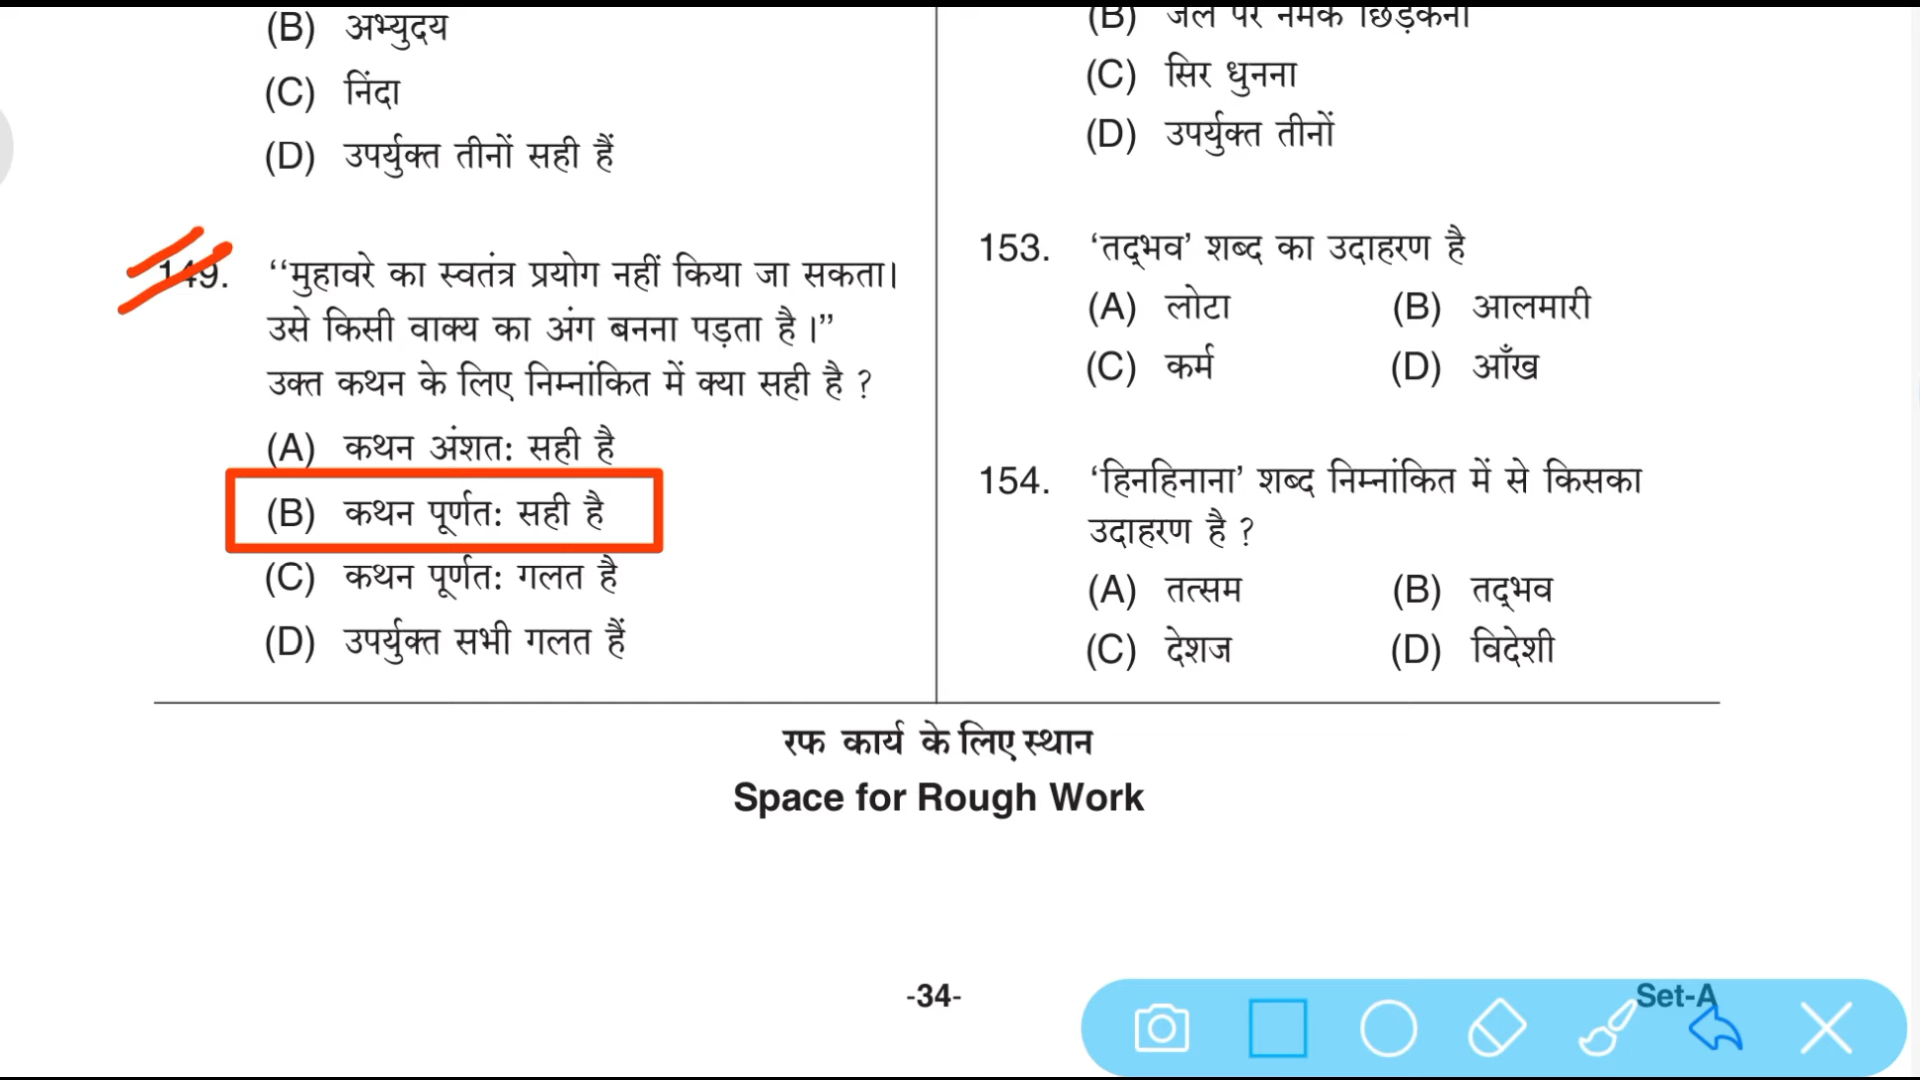 (B) अभ्युदय
(C) निंदा
(D) उपर्युक्त तीनों सही हैं
149. ‘‘मुहावरे का स्वतंत्र प्रयोग नहीं किया जा सकता।
उसे किसी वाक्य का अंग बनना पड़ता है।’’
उक्त कथन के लिए निम्नांकित में क्या सही है ?
(A) कथन अंशत: सही है
(B) कथन पूर्णत: सही है
(C) कथन पूर्णत: गलत है
(D) उपर्युक्त सभी गलत हैं
(B) जले पर नमक छिड़कना
(C) सिर धुनना
(D) उपर्युक्त तीनों
153. ‘तद्भव’ शब्द का उदाहरण है
(A) लोटा (B) आलमारी
(C) कर्म (D) आँख
154. ‘हिनहिनाना’ शब्द निम्नांकित में से किसका
उदाहरण है ?
(A) तत्सम (B) तद्भव
(C) देशज (D) विदेशी
रफ कार्य के लिए स्थान
Space for Rough Work
-34- Set-A